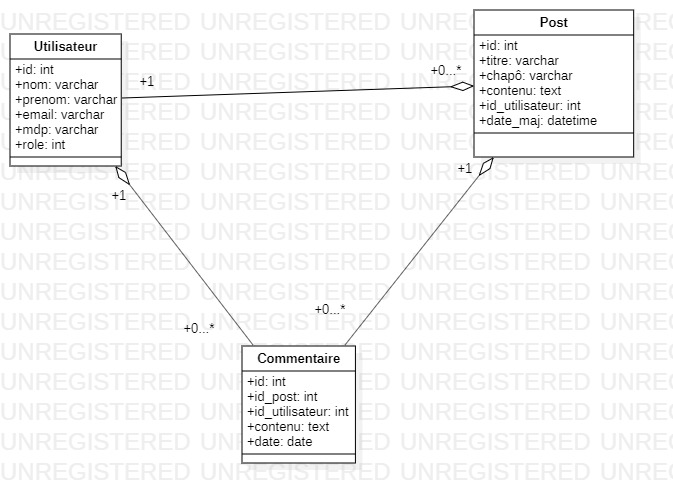 Utilisateur
+id: int
+nom: varchar
+prenom: varchar
+email: varchar
+mdp: varchar
+role: int
+1
+0...*
Post
+id: int
+titre: varchar
+chapô: varchar
+contenu: text
+id_utilisateur: int
+date_maj: datetime
+1
+1
+0...*
+0...*
Commentaire
+id: int
+id_post: int
+id_utilisateur: int
+contenu: text
+date: date
UNREGISTERED UNREGISTERED UNREGISTERED